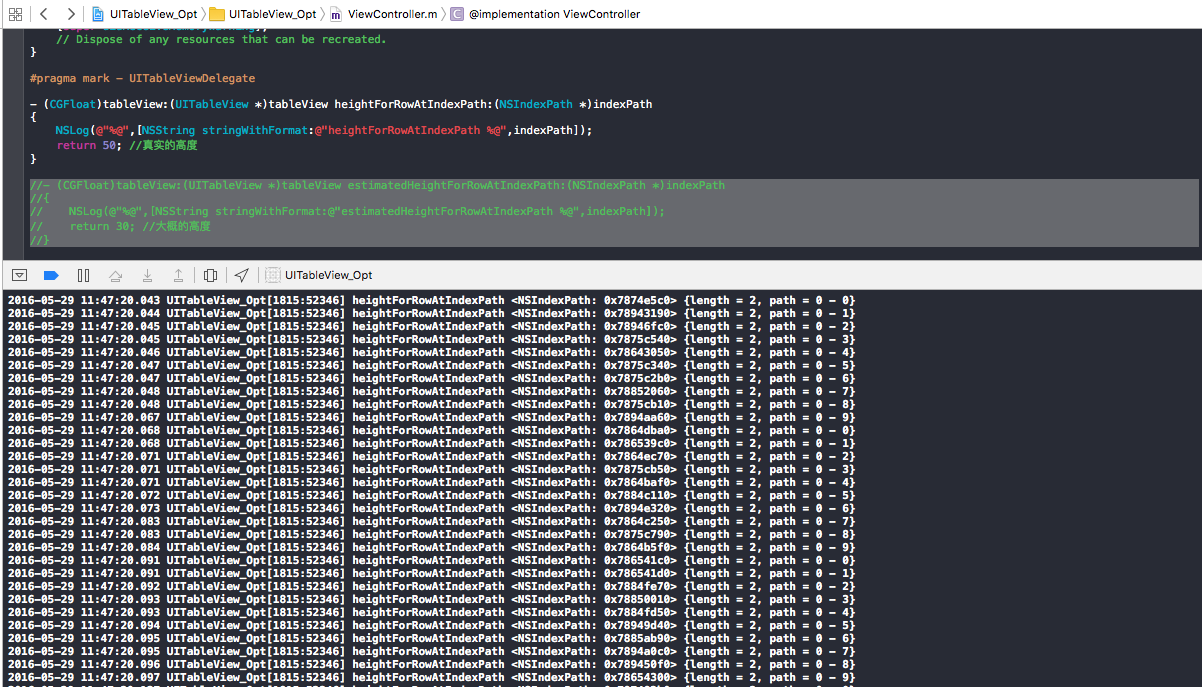 UITableView_Opt UITableView_Opt ViewController.m @implementation ViewController
// Dispose of any resources that can be recreated.
}
#pragma mark - UITableViewDelegate
- (CGFloat)tableView:(UITableView *)tableView heightForRowAtIndexPath:(NSIndexPath *)indexPath
{
NSLog(@"%@",[NSString stringWithFormat:@"heightForRowAtIndexPath %@",indexPath]);
return 50; //真实的高度
}
//- (CGFloat)tableView:(UITableView *)tableView estimatedHeightForRowAtIndexPath:(NSIndexPath *)indexPath
//{
// NSLog(@"%@",[NSString stringWithFormat:@"estimatedHeightForRowAtIndexPath %@",indexPath]);
// return 30; //大概的高度
//}
UITableView_Opt
2016-05-29 11:47:20.043 UITableView_Opt[1815:52346] heightForRowAtIndexPath <NSIndexPath: 0x7874e5c0> {length = 2, path = 0 - 0}
2016-05-29 11:47:20.044 UITableView_Opt[1815:52346] heightForRowAtIndexPath <NSIndexPath: 0x78943190> {length = 2, path = 0 - 1}
2016-05-29 11:47:20.045 UITableView_Opt[1815:52346] heightForRowAtIndexPath <NSIndexPath: 0x78946fc0> {length = 2, path = 0 - 2}
2016-05-29 11:47:20.045 UITableView_Opt[1815:52346] heightForRowAtIndexPath <NSIndexPath: 0x7875c540> {length = 2, path = 0 - 3}
2016-05-29 11:47:20.046 UITableView_Opt[1815:52346] heightForRowAtIndexPath <NSIndexPath: 0x78643050> {length = 2, path = 0 - 4}
2016-05-29 11:47:20.047 UITableView_Opt[1815:52346] heightForRowAtIndexPath <NSIndexPath: 0x7875c340> {length = 2, path = 0 - 5}
2016-05-29 11:47:20.047 UITableView_Opt[1815:52346] heightForRowAtIndexPath <NSIndexPath: 0x7875c2b0> {length = 2, path = 0 - 6}
2016-05-29 11:47:20.048 UITableView_Opt[1815:52346] heightForRowAtIndexPath <NSIndexPath: 0x78852060> {length = 2, path = 0 - 7}
2016-05-29 11:47:20.048 UITableView_Opt[1815:52346] heightForRowAtIndexPath <NSIndexPath: 0x7875cb10> {length = 2, path = 0 - 8}
2016-05-29 11:47:20.067 UITableView_Opt[1815:52346] heightForRowAtIndexPath <NSIndexPath: 0x7894aa60> {length = 2, path = 0 - 9}
2016-05-29 11:47:20.068 UITableView_Opt[1815:52346] heightForRowAtIndexPath <NSIndexPath: 0x7864dba0> {length = 2, path = 0 - 0}
2016-05-29 11:47:20.068 UITableView_Opt[1815:52346] heightForRowAtIndexPath <NSIndexPath: 0x786539c0> {length = 2, path = 0 - 1}
2016-05-29 11:47:20.071 UITableView_Opt[1815:52346] heightForRowAtIndexPath <NSIndexPath: 0x7864ec70> {length = 2, path = 0 - 2}
2016-05-29 11:47:20.071 UITableView_Opt[1815:52346] heightForRowAtIndexPath <NSIndexPath: 0x7875cb50> {length = 2, path = 0 - 3}
2016-05-29 11:47:20.071 UITableView_Opt[1815:52346] heightForRowAtIndexPath <NSIndexPath: 0x7864baf0> {length = 2, path = 0 - 4}
2016-05-29 11:47:20.072 UITableView_Opt[1815:52346] heightForRowAtIndexPath <NSIndexPath: 0x7884c110> {length = 2, path = 0 - 5}
2016-05-29 11:47:20.073 UITableView_Opt[1815:52346] heightForRowAtIndexPath <NSIndexPath: 0x7894e320> {length = 2, path = 0 - 6}
2016-05-29 11:47:20.083 UITableView_Opt[1815:52346] heightForRowAtIndexPath <NSIndexPath: 0x7864c250> {length = 2, path = 0 - 7}
2016-05-29 11:47:20.083 UITableView_Opt[1815:52346] heightForRowAtIndexPath <NSIndexPath: 0x7875c790> {length = 2, path = 0 - 8}
2016-05-29 11:47:20.084 UITableView_Opt[1815:52346] heightForRowAtIndexPath <NSIndexPath: 0x7864b5f0> {length = 2, path = 0 - 9}
2016-05-29 11:47:20.091 UITableView_Opt[1815:52346] heightForRowAtIndexPath <NSIndexPath: 0x786541c0> {length = 2, path = 0 - 0}
2016-05-29 11:47:20.091 UITableView_Opt[1815:52346] heightForRowAtIndexPath <NSIndexPath: 0x786541d0> {length = 2, path = 0 - 1}
2016-05-29 11:47:20.092 UITableView_Opt[1815:52346] heightForRowAtIndexPath <NSIndexPath: 0x7884fe70> {length = 2, path = 0 - 2}
2016-05-29 11:47:20.093 UITableView_Opt[1815:52346] heightForRowAtIndexPath <NSIndexPath: 0x78850010> {length = 2, path = 0 - 3}
2016-05-29 11:47:20.093 UITableView_Opt[1815:52346] heightForRowAtIndexPath <NSIndexPath: 0x7884fd50> {length = 2, path = 0 - 4}
2016-05-29 11:47:20.094 UITableView_Opt[1815:52346] heightForRowAtIndexPath <NSIndexPath: 0x78949d40> {length = 2, path = 0 - 5}
2016-05-29 11:47:20.095 UITableView_Opt[1815:52346] heightForRowAtIndexPath <NSIndexPath: 0x7885ab90> {length = 2, path = 0 - 6}
2016-05-29 11:47:20.095 UITableView_Opt[1815:52346] heightForRowAtIndexPath <NSIndexPath: 0x7894a0c0> {length = 2, path = 0 - 7}
2016-05-29 11:47:20.096 UITableView_Opt[1815:52346] heightForRowAtIndexPath <NSIndexPath: 0x789450f0> {length = 2, path = 0 - 8}
2016-05-29 11:47:20.097 UITableView_Opt[1815:52346] heightForRowAtIndexPath <NSIndexPath: 0x78654300> {length = 2, path = 0 - 9}